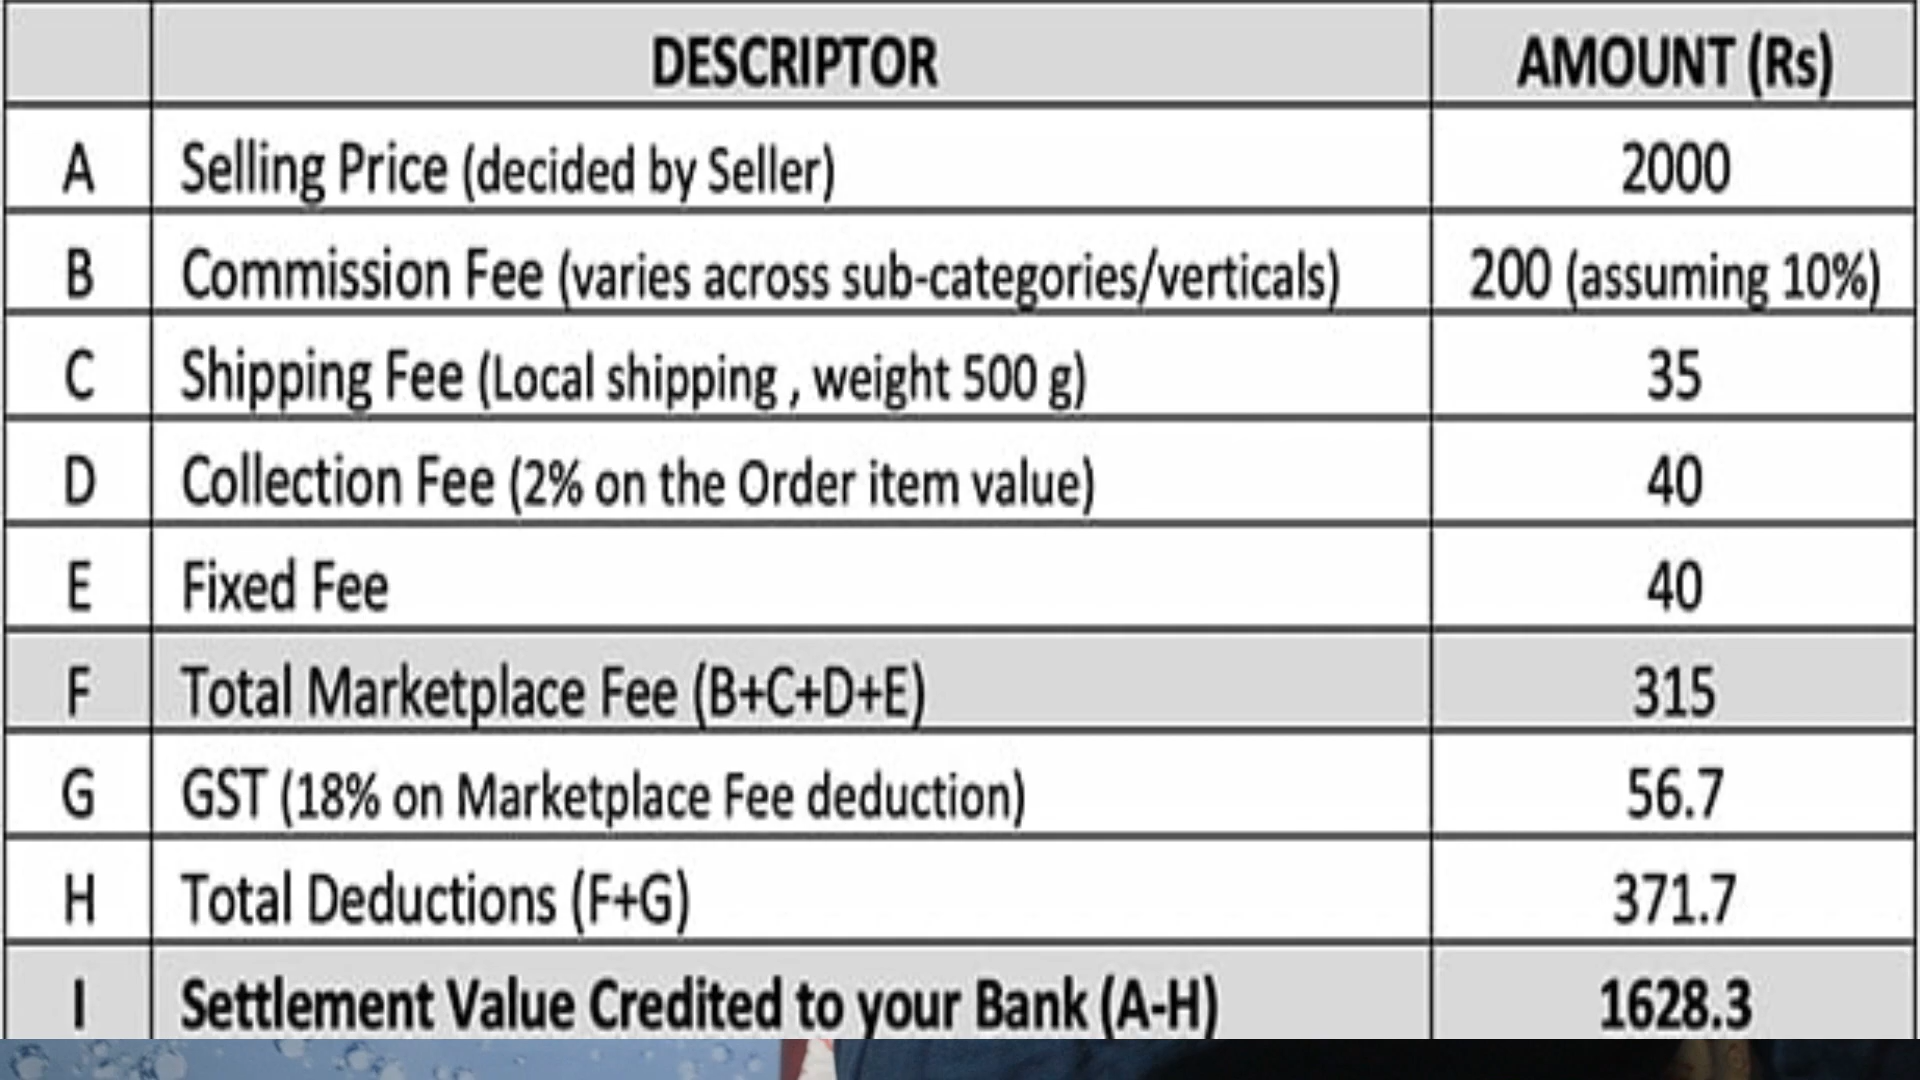 DESCRIPTOR AMOUNT (Rs)
A Selling Price (decided by Seller) 2000
B Commission Fee (varies across sub-categories/verticals) 200 (assuming 10%)
C Shipping Fee (Local shipping , weight 500 g) 35
D Collection Fee (2% on the Order item value) 40
E Fixed Fee 40
F Total Marketplace Fee (B+C+D+E) 315
G GST (18% on Marketplace Fee deduction) 56.7
H Total Deductions (F+G) 371.7
I Settlement Value Credited to your Bank (A-H) 1628.3